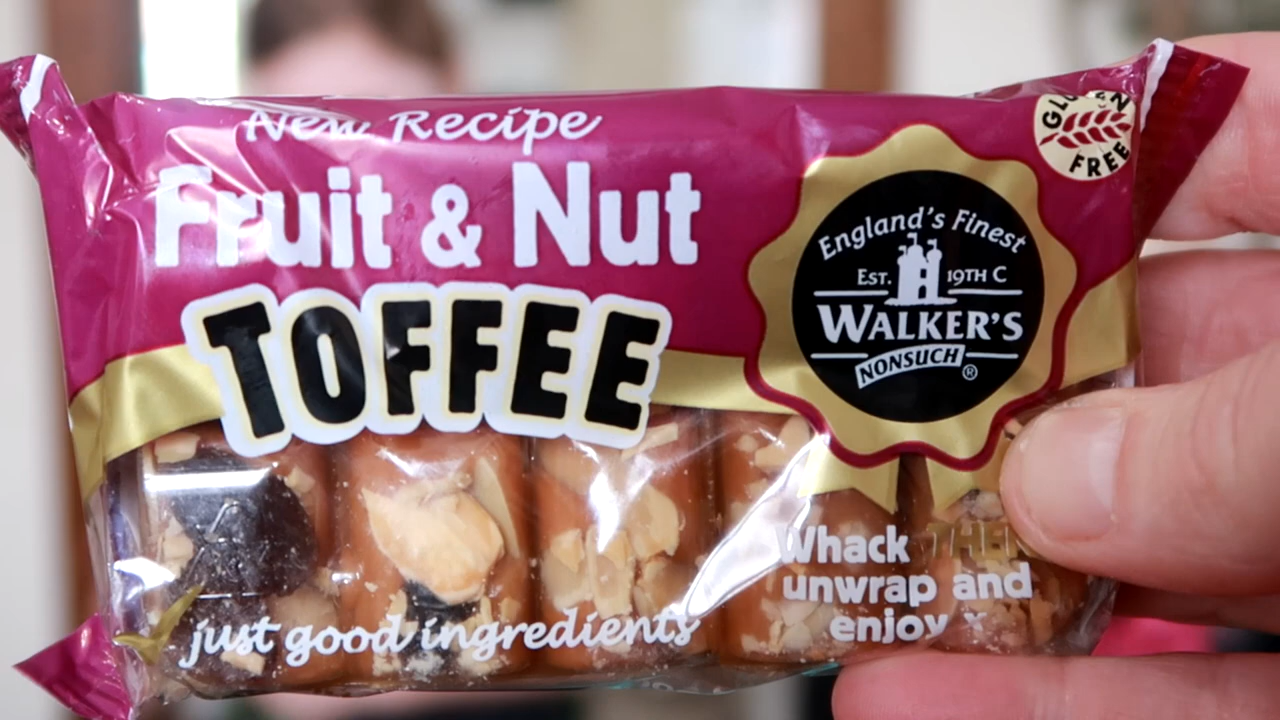 New Recipe
Fruit & Nut
TOFFEE
GLUTEN
FREE
England's Finest
EST. 19TH C
WALKER'S
NONSUCH ®
just good ingredients
Whack THEN
unwrap and
enjoy x